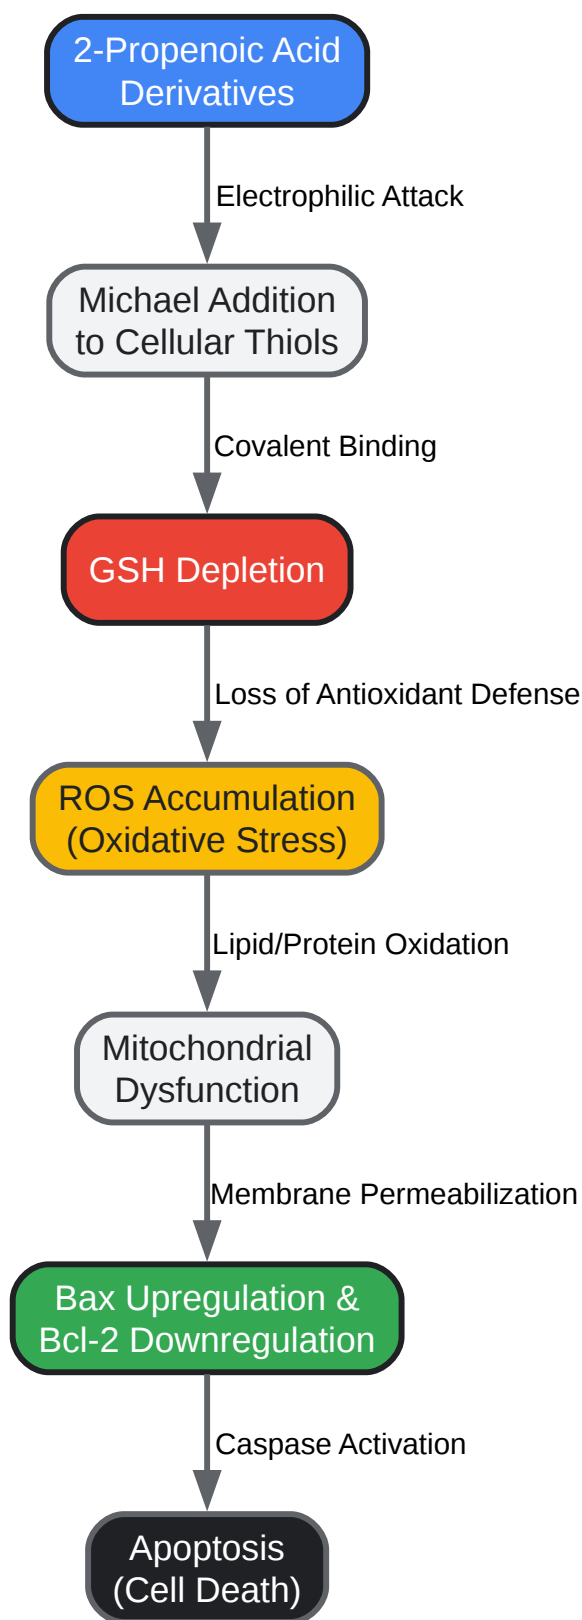 2-Propenoic Acid
Derivatives
Electrophilic Attack
Michael Addition
to Cellular Thiols
Covalent Binding
GSH Depletion
Loss of Antioxidant Defense
ROS Accumulation
(Oxidative Stress)
Lipid/Protein Oxidation
Mitochondrial
Dysfunction
Membrane Permeabilization
Bax Upregulation &
Bcl-2 Downregulation
Caspase Activation
Apoptosis
(Cell Death)